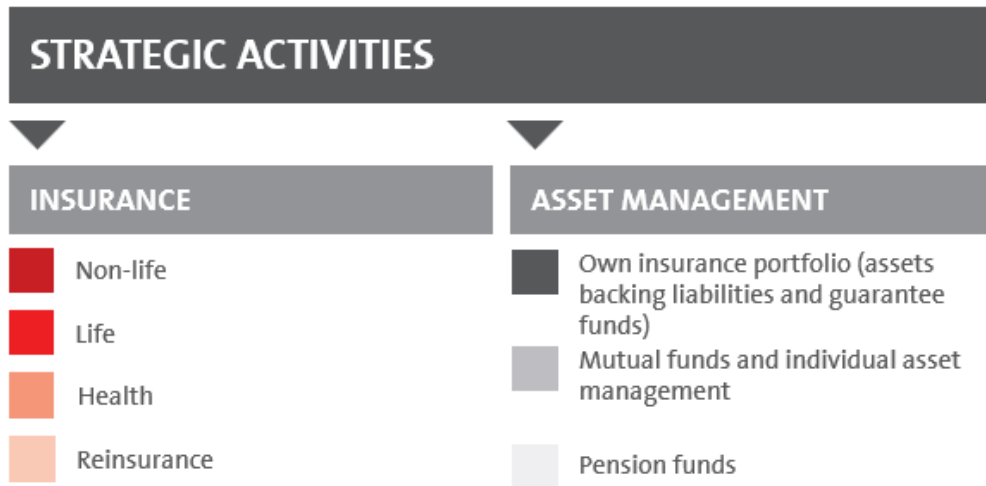 STRATEGIC ACTIVITIES
INSURANCE
Non-life
Life
Health
Reinsurance
ASSET MANAGEMENT
Own insurance portfolio (assets
backing liabilities and guarantee
funds)
Mutual funds and individual asset
management
Pension funds